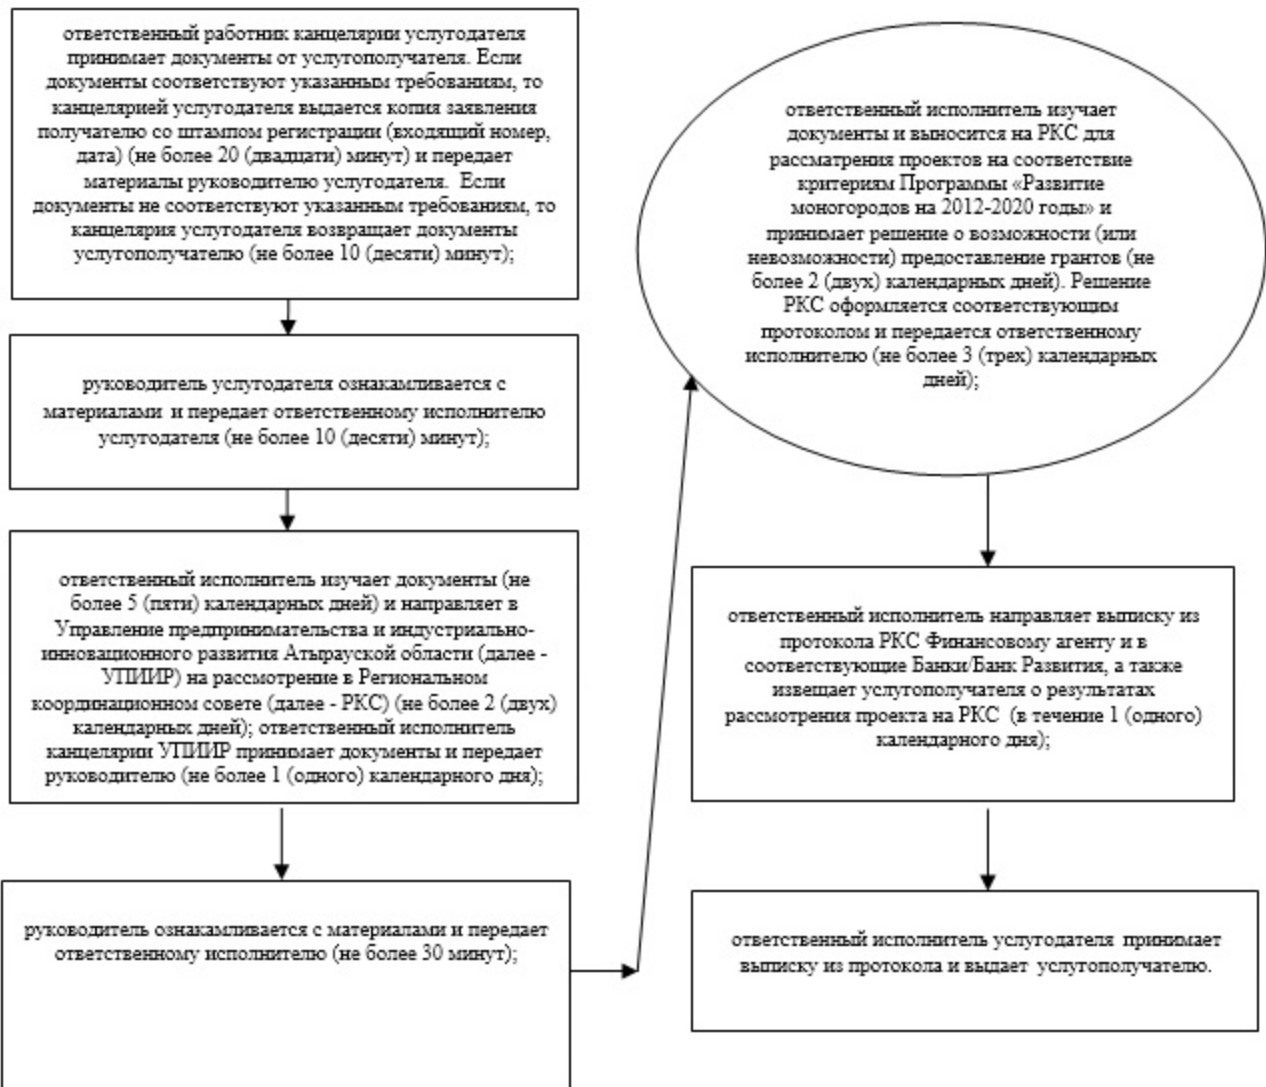 ответственный работник канцелярии услугодателя
принимает документы от услугополучателя. Если
документы соответствуют указанным требованиям, то
канцелярией услугодателя выдается копия заявления
получателю со штампом регистрации (входящий номер,
дата) (не более 20 (двадцати) минут) и передает
материалы руководителю услугодателя. Если
документы не соответствуют указанным требованиям, то
канцелярия услугодателя возвращает документы
услугополучателю (не более 10 (десяти) минут);
руководитель услугодателя ознакамливается с
материалами и передает ответственному исполнителю
услугодателя (не более 10 (десяти) минут);
ответственный исполнитель изучает документы (не
более 5 (пяти) календарных дней) и направляет в
Управление предпринимательства и индустриально-
инновационного развития Атырауской области (далее -
УПИИР) на рассмотрение в Региональном
координационном совете (далее - РКС) (не более 2 (двух)
календарных дней); ответственный исполнитель
канцелярии УПИИР принимает документы и передает
руководителю (не более 1 (одного) календарного дня);
руководитель ознакамливается с материалами и передает
ответственному исполнителю (не более 30 минут);
ответственный исполнитель изучает
документы и выносится на РКС для
рассматрения проектов на соответствие
критериям Программы «Развитие
моногородов на 2012-2020 годы» и
принимает решение о возможности (или
невозможности) предоставление грантов (не
более 2 (двух) календарных дней). Решение
РКС оформляется соответствующим
протоколом и передается ответственному
исполнителю (не более 3 (трех) календарных
дней);
ответственный исполнитель направляет выписку из
протокола РКС Финансовому агенту и в
соответствующие Банки/Банк Развития, а также
извещает услугополучателя о результатах
рассмотрения проекта на РКС (в течение 1 (одного)
календарного дня);
ответственный исполнитель услугодателя принимает
выписку из протокола и выдает услугополучателю.